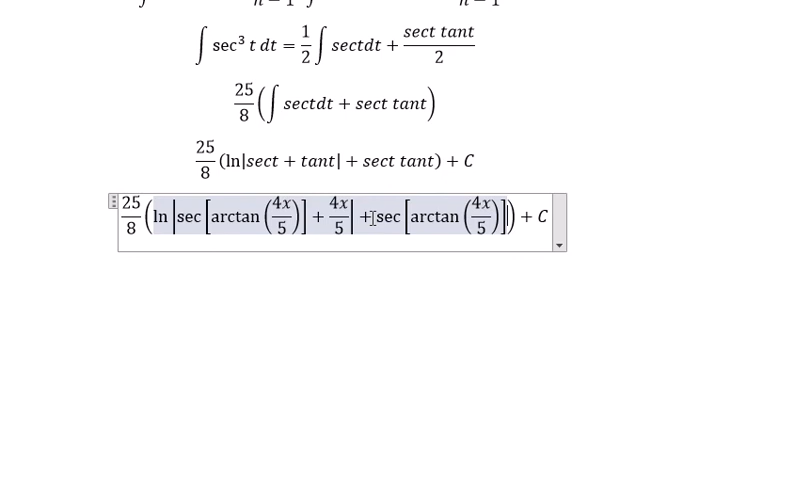 ∫ sec³ t dt = 1/2 ∫ sectdt + sect tant/2
25/8 (∫ sectdt + sect tant)
25/8 (ln|sect + tant| + sect tant) + C
25/8 (ln |sec [arctan (4x/5)] + 4x/5| + sec [arctan (4x/5)]) + C